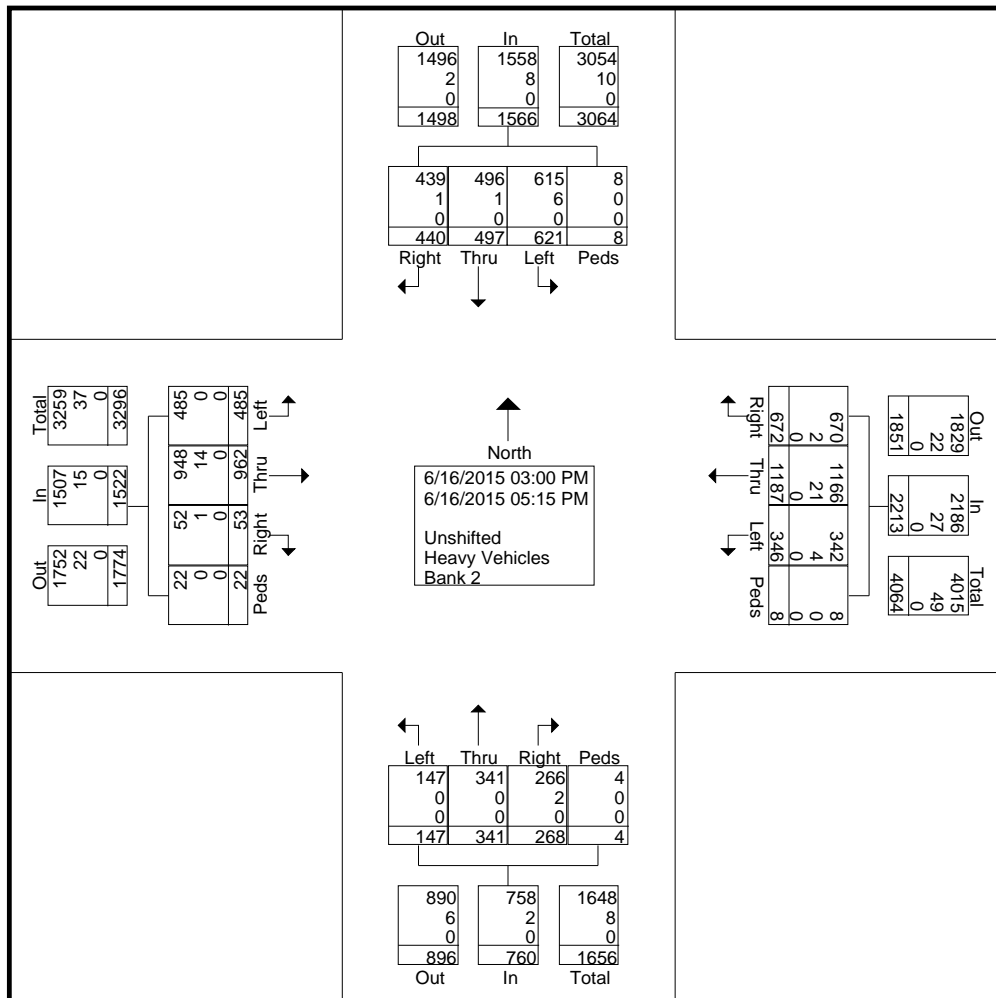 Out In Total
1496 1558 3054
2 8 10
0 0 0
1498 1566 3064
439 496 615 8
1 1 6 0
0 0 0 0
440 497 621 8
Right Thru Left Peds
Total
3259
37
0
3296
In
1507
15
0
1522
Out
1752
22
0
1774
485 0 0 485 Left
948 14 0 962 Thru
52 1 0 53 Right
22 0 0 22 Peds
North
6/16/2015 03:00 PM
6/16/2015 05:15 PM
Unshifted
Heavy Vehicles
Bank 2
Right 672 0 2 670
Thru 1187 0 21 1166
Left 346 0 4 342
Peds 8 0 0 8
Out
1829
22
0
1851
In
2186
27
0
2213
Total
4015
49
0
4064
Left Thru Right Peds
147 341 266 4
0 0 2 0
0 0 0 0
147 341 268 4
890 758 1648
6 2 8
0 0 0
896 760 1656
Out In Total